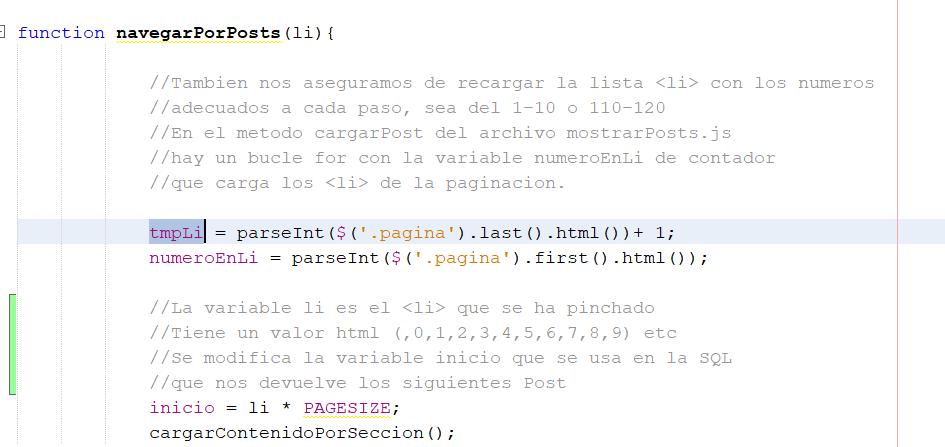 function navegarPorPosts(li){
//Tambien nos aseguramos de recargar la lista <li> con los numeros
//adecuados a cada paso, sea del 1-10 o 110-120
//En el metodo cargarPost del archivo mostrarPosts.js
//hay un bucle for con la variable numeroEnLi de contador
//que carga los <li> de la paginacion.
tmpLi = parseInt($('.pagina').last().html())+ 1;
numeroEnLi = parseInt($('.pagina').first().html());
//La variable li es el <li> que se ha pinchado
//Tiene un valor html (,0,1,2,3,4,5,6,7,8,9) etc
//Se modifica la variable inicio que se usa en la SQL
//que nos devuelve los siguientes Post
inicio = li * PAGESIZE;
cargarContenidoPorSeccion();